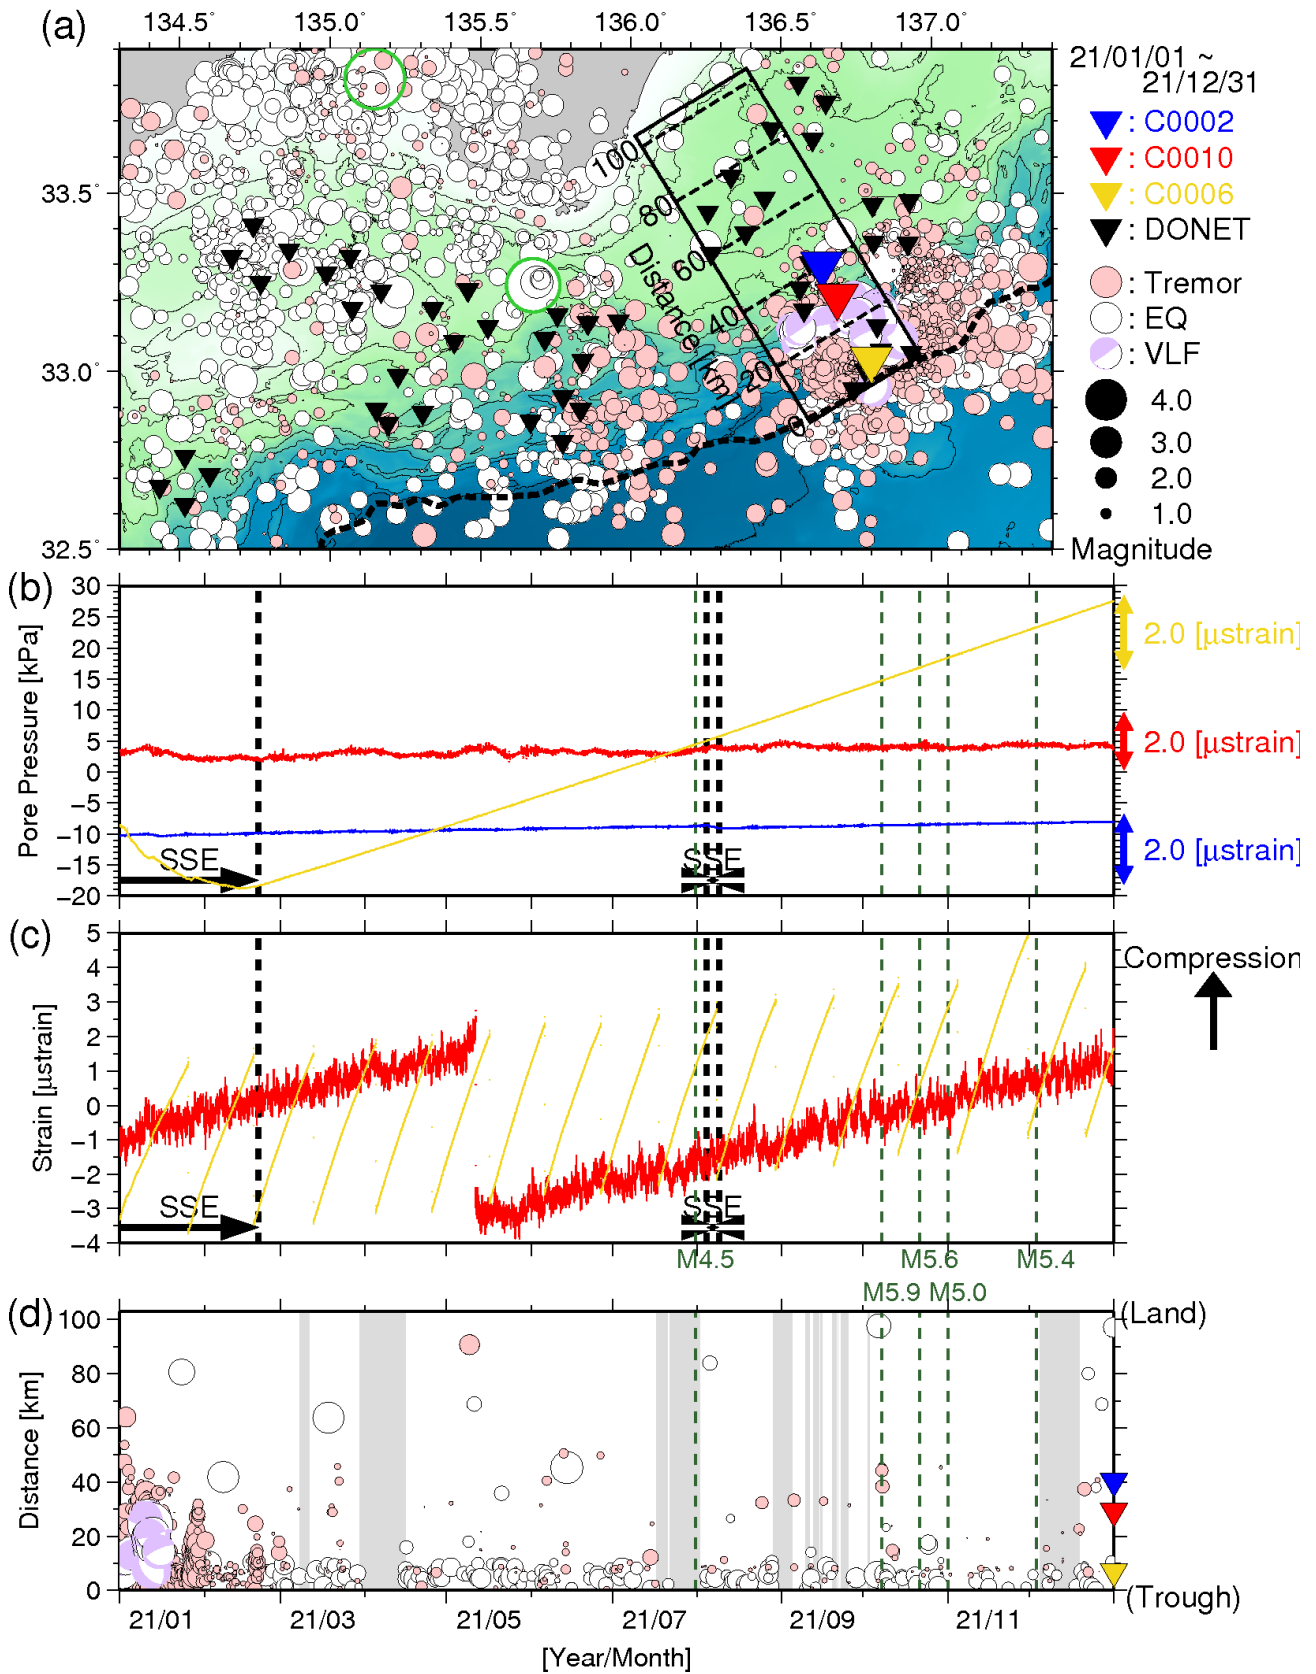 (a)
134.5° 135.0° 135.5° 136.0° 136.5° 137.0°
33.5°
33.0°
32.5°
100
80
60
40
20
0
Distance [km]
21/01/01 ~
21/12/31
: C0002
: C0010
: C0006
: DONET
: Tremor
: EQ
: VLF
4.0
3.0
2.0
1.0
Magnitude
(b)
Pore Pressure [kPa]
30
25
20
15
10
5
0
−5
−10
−15
−20
SSE
SSE
2.0 [µstrain]
2.0 [µstrain]
2.0 [µstrain]
(c)
Strain [µstrain]
5
4
3
2
1
0
−1
−2
−3
−4
SSE
SSE
Compression
M4.5 M5.6 M5.4
M5.9 M5.0
(d)
Distance [km]
100
80
60
40
20
0
(Land)
(Trough)
21/01 21/03 21/05 21/07 21/09 21/11
[Year/Month]